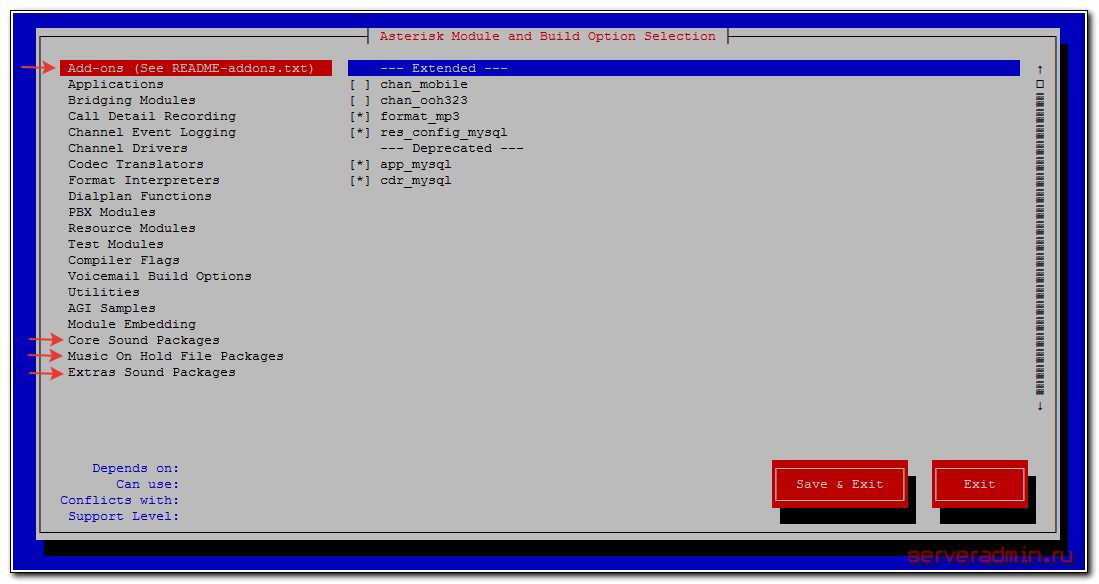 Asterisk Module and Build Option Selection
Add-ons (See README-addons.txt)
Applications
Bridging Modules
Call Detail Recording
Channel Event Logging
Channel Drivers
Codec Translators
Format Interpreters
Dialplan Functions
PBX Modules
Resource Modules
Test Modules
Compiler Flags
Voicemail Build Options
Utilities
AGI Samples
Module Embedding
Core Sound Packages
Music On Hold File Packages
Extras Sound Packages
--- Extended ---
[ ] chan_mobile
[ ] chan_ooh323
[*] format_mp3
[*] res_config_mysql
--- Deprecated ---
[*] app_mysql
[*] cdr_mysql
Depends on:
Can use:
Conflicts with:
Support Level:
Save & Exit
Exit
serveradmin.ru